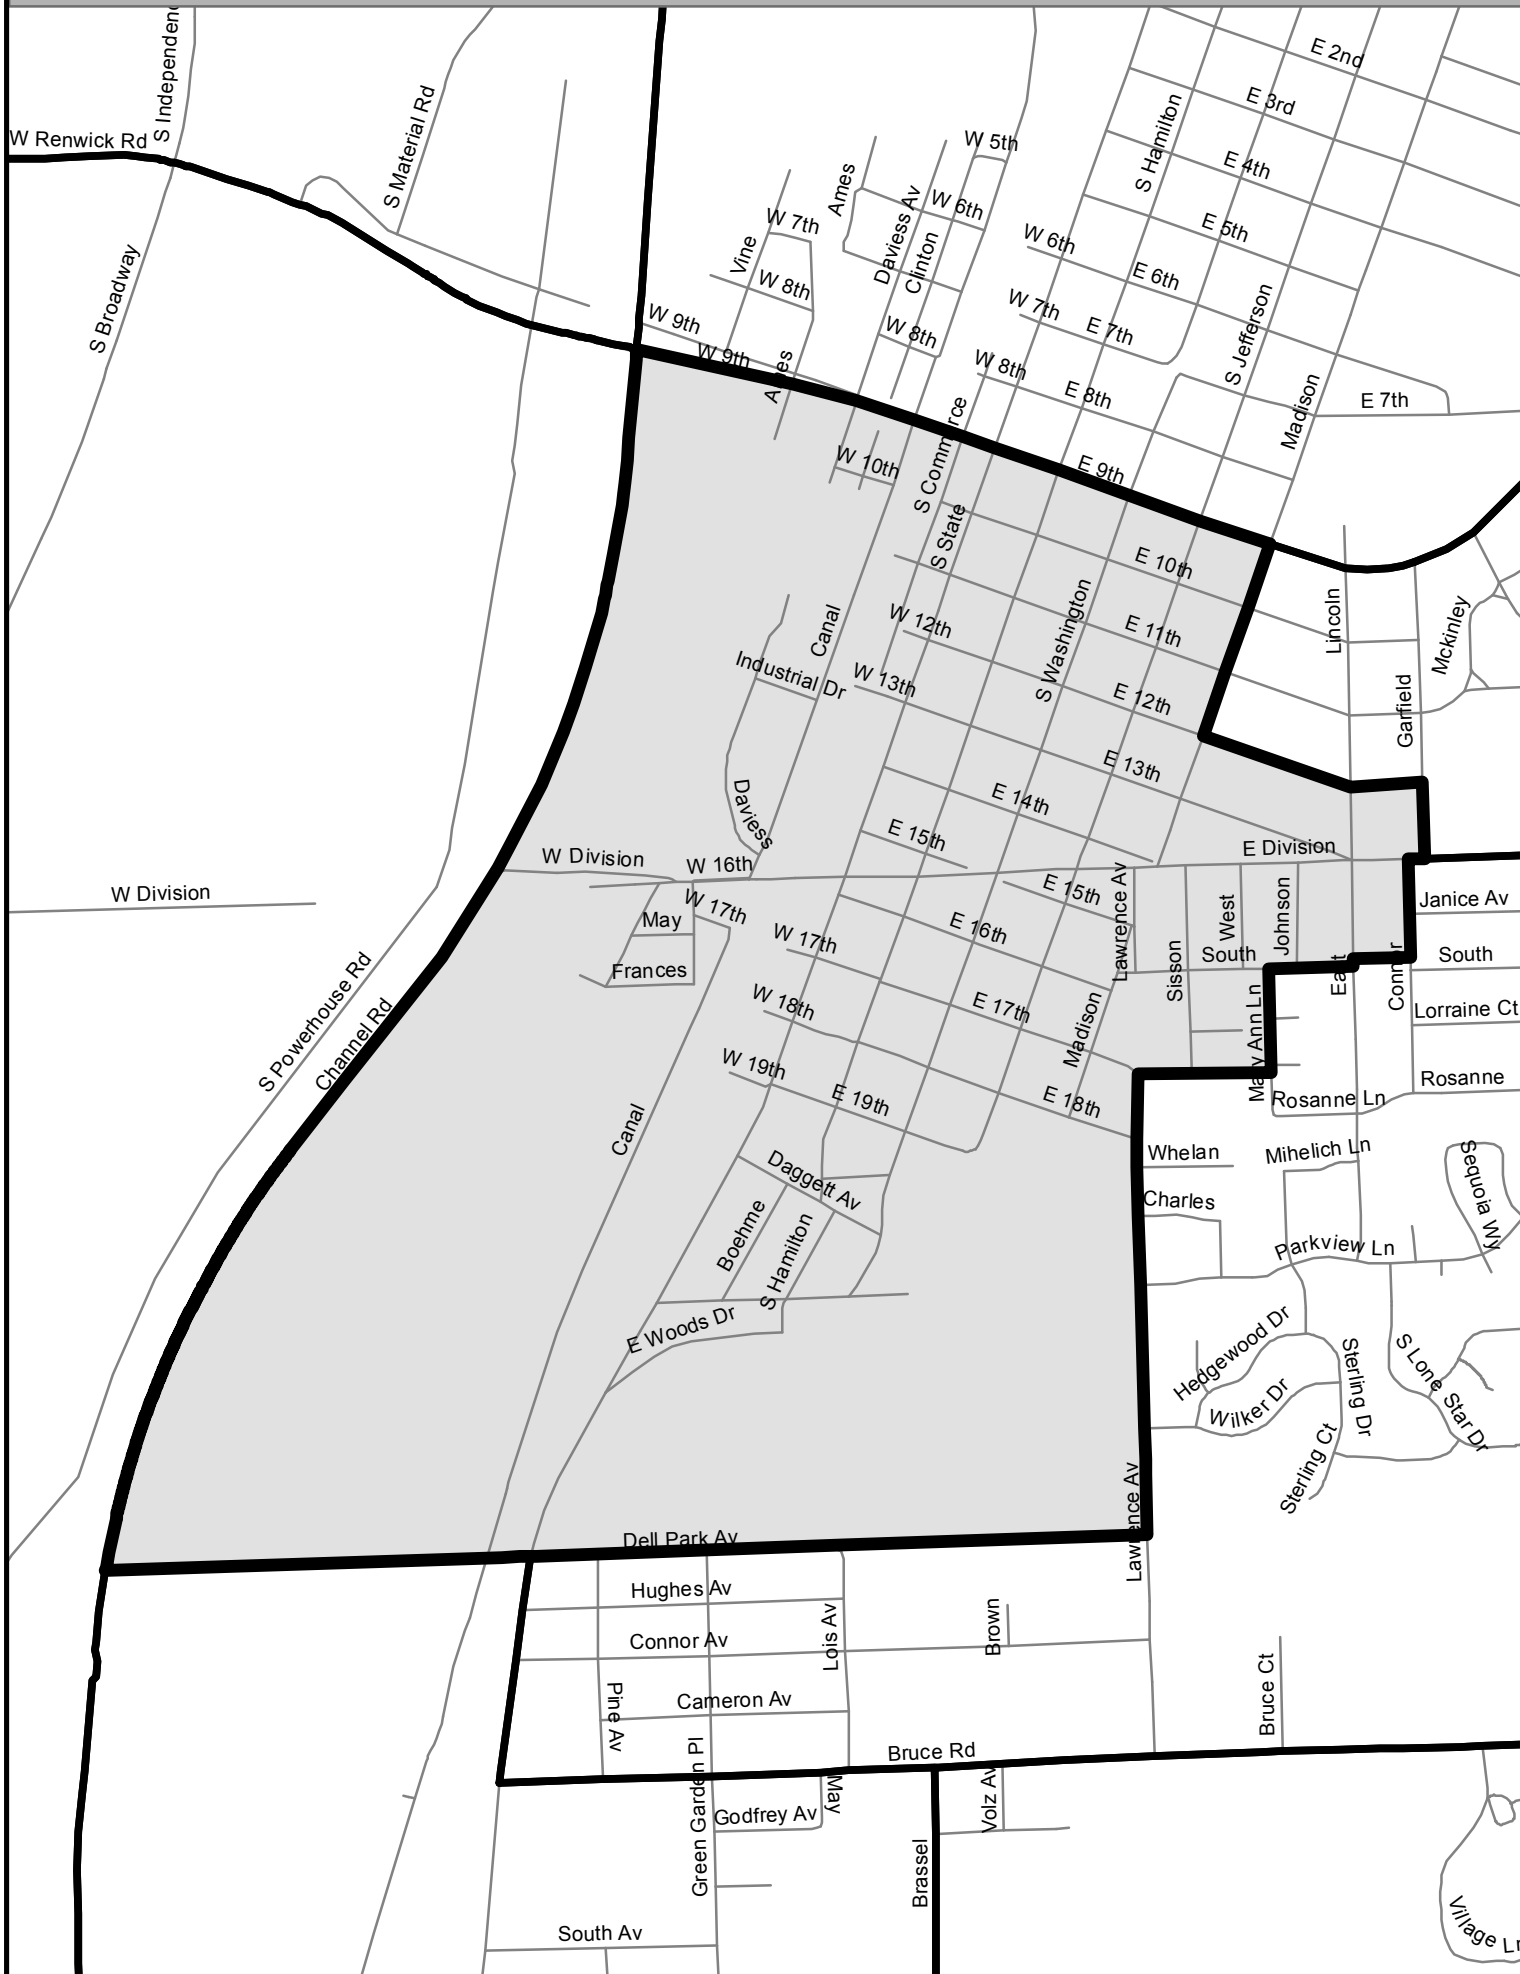 S Independenc
E 2nd
E 3rd
S Material Rd
S Hamilton
W Renwick Rd
W 5th
E 4th
Ames
W 6th
Daviess Av
W 7th
E 5th
W 6th
Vine
Clinton
E 6th
W 8th
S Broadway
W 7th
W 9th
E 7th
W 8th
S Jefferson
W 9th
W 8th
Ames
E 8th
E 7th
Madison
S Commerce
W 10th
E 9th
S State
E 10th
Lincoln
Mckinley
W 12th
Canal
E 11th
S Washington
Industrial Dr
W 13th
E 12th
Garfield
E 13th
E 14th
Daviess
E 15th
W Division
W 16th
E Division
W Division
May
W 17th
E 15th
Lawrence Av
West
Johnson
Janice Av
E 16th
W 17th
Frances
Sisson
South
East
Connor
South
S Powerhouse Rd
Channel Rd
W 18th
E 17th
Madison
Mary Ann Ln
Lorraine Ct
W 19th
E 19th
E 18th
Rosanne Ln
Rosanne
Canal
Whelan
Mihelich Ln
Sequoia Wy
Daggett Av
Charles
Boehme
S Hamilton
Parkview Ln
E Woods Dr
Hedgewood Dr
Sterling Dr
S Lone Star Dr
Wilker Dr
Sterling Ct
Lawrence Av
Dell Park Av
Hughes Av
Lois Av
Brown
Connor Av
Pine Av
Cameron Av
Bruce Ct
Green Garden Pl
Bruce Rd
May
Volz Av
Godfrey Av
Brassel
South Av
Village Ln